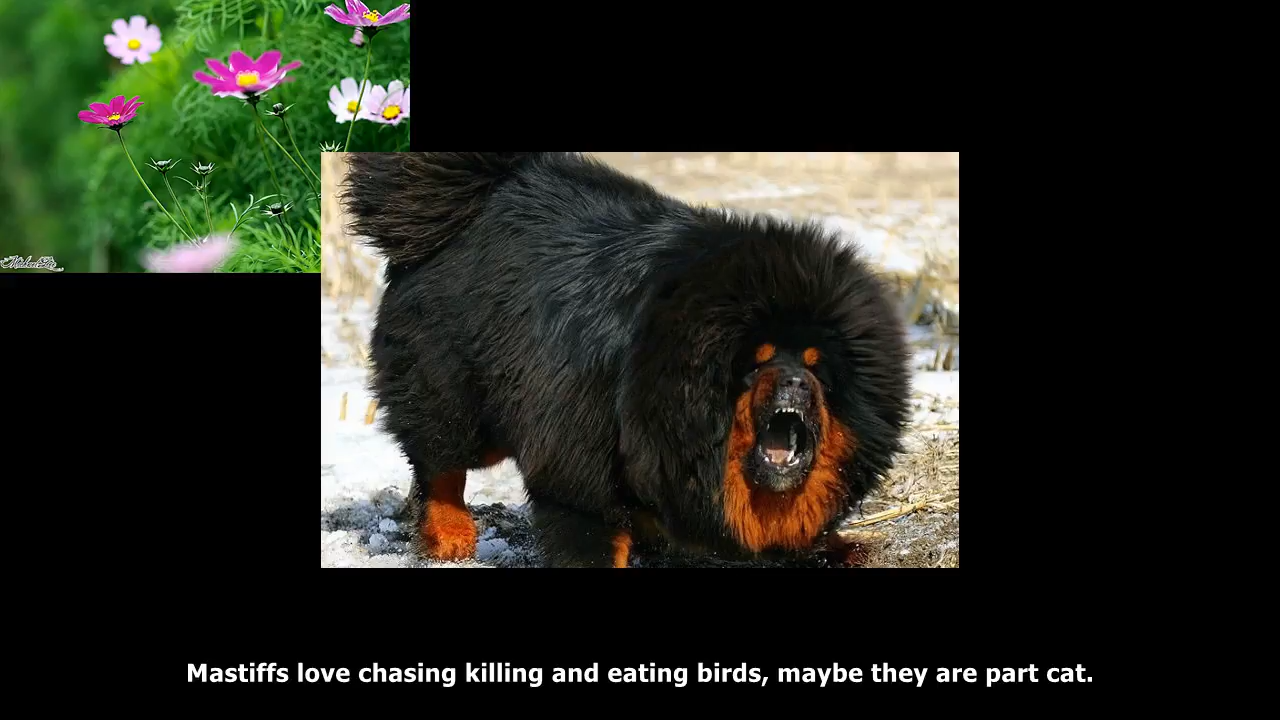 Mastiffs love chasing killing and eating birds, maybe they are part cat.